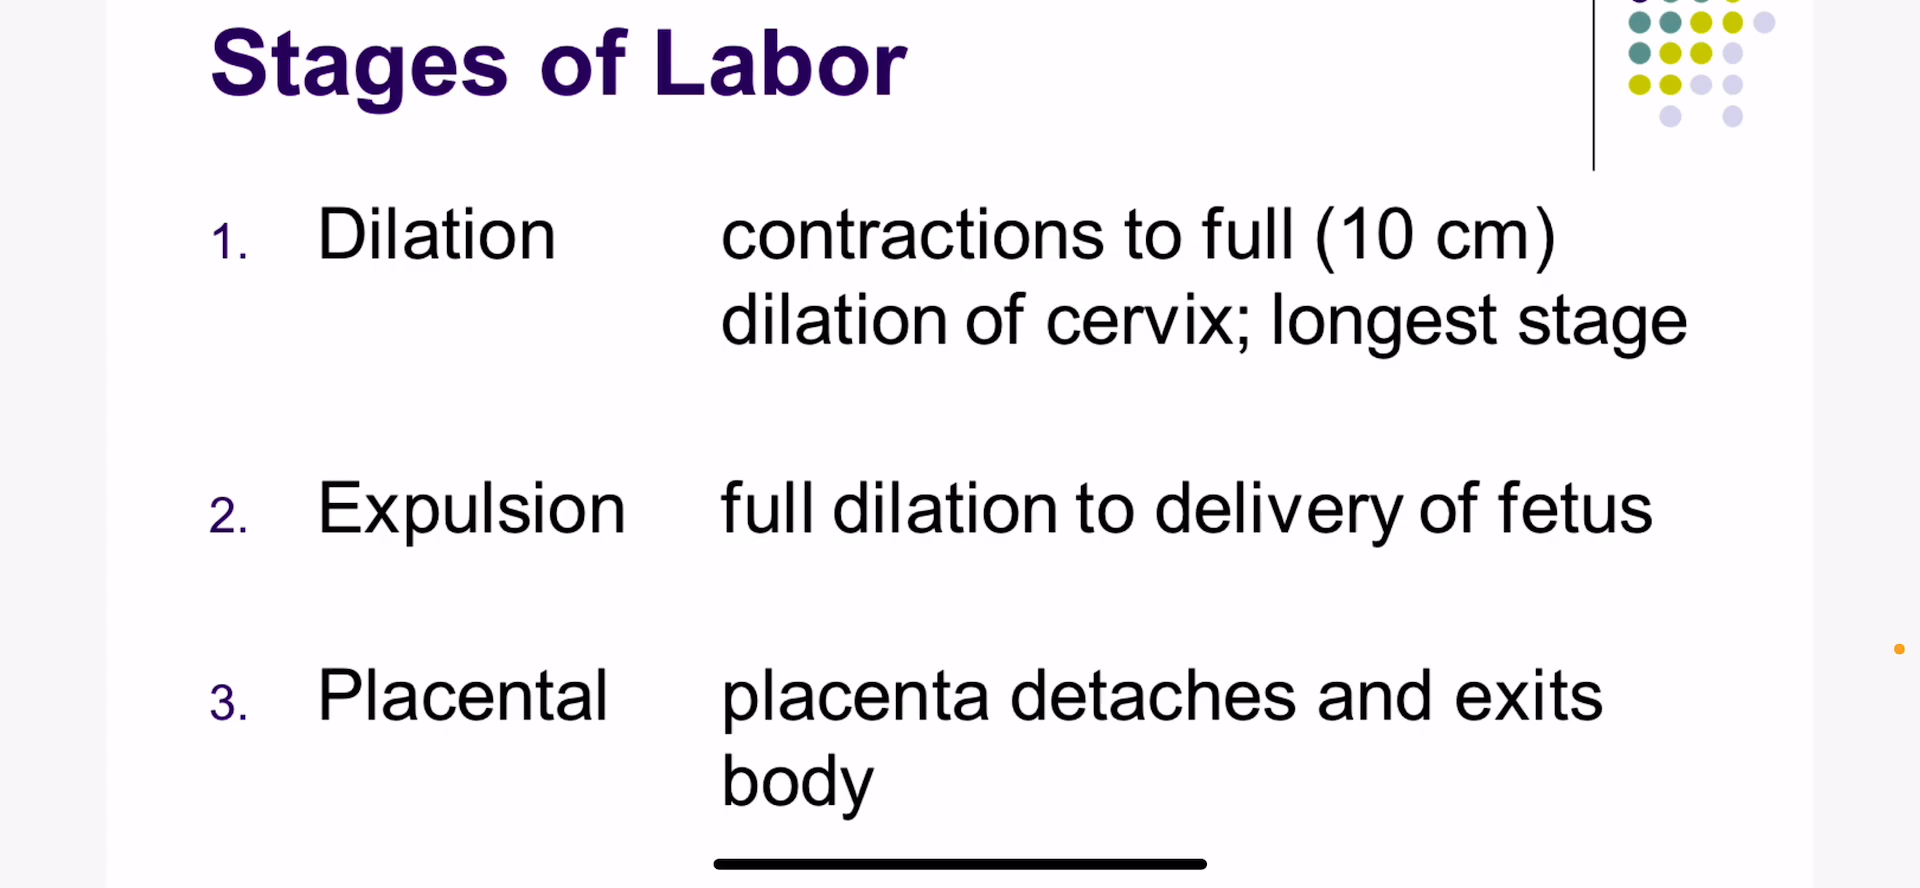 Stages of Labor
1. Dilation contractions to full (10 cm)
dilation of cervix; longest stage
2. Expulsion full dilation to delivery of fetus
3. Placental placenta detaches and exits
body